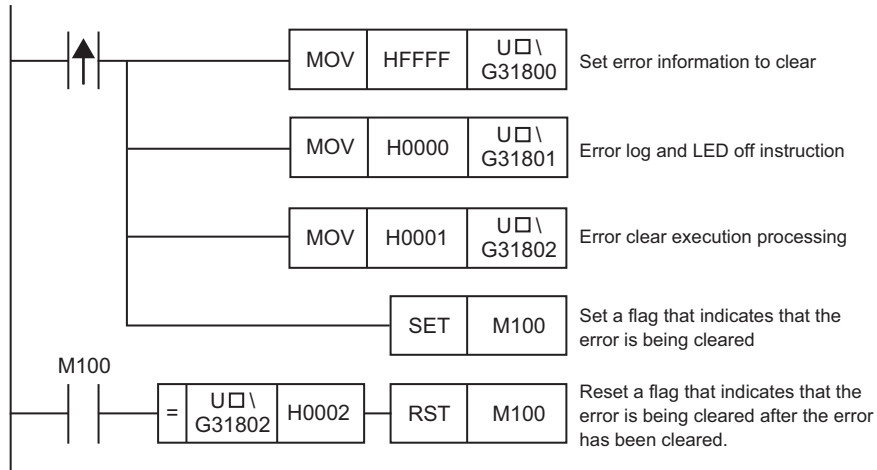 MOV HFFFF U□\ G31800 Set error information to clear
MOV H0000 U□\ G31801 Error log and LED off instruction
MOV H0001 U□\ G31802 Error clear execution processing
SET M100 Set a flag that indicates that the
error is being cleared
M100
= U□\ G31802 H0002 RST M100 Reset a flag that indicates that the
error is being cleared after the error
has been cleared.